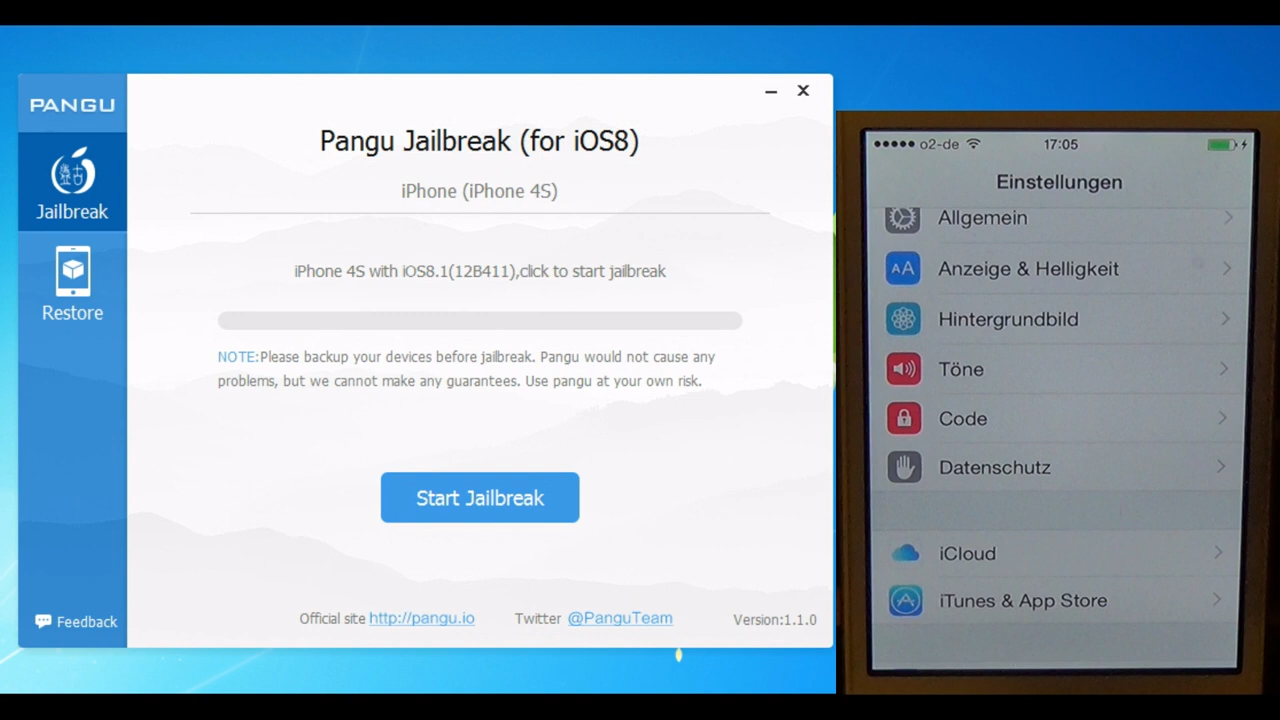 PANGU
Jailbreak
Restore
Feedback
Pangu Jailbreak (for iOS8)
iPhone (iPhone 4S)
iPhone 4S with iOS8.1(12B411),click to start jailbreak
NOTE:Please backup your devices before jailbreak. Pangu would not cause any
problems, but we cannot make any guarantees. Use pangu at your own risk.
Start Jailbreak
Official site http://pangu.io Twitter @PanguTeam Version:1.1.0
o2-de 17:05
Einstellungen
Allgemein
AA Anzeige & Helligkeit
Hintergrundbild
Töne
Code
Datenschutz
iCloud
iTunes & App Store